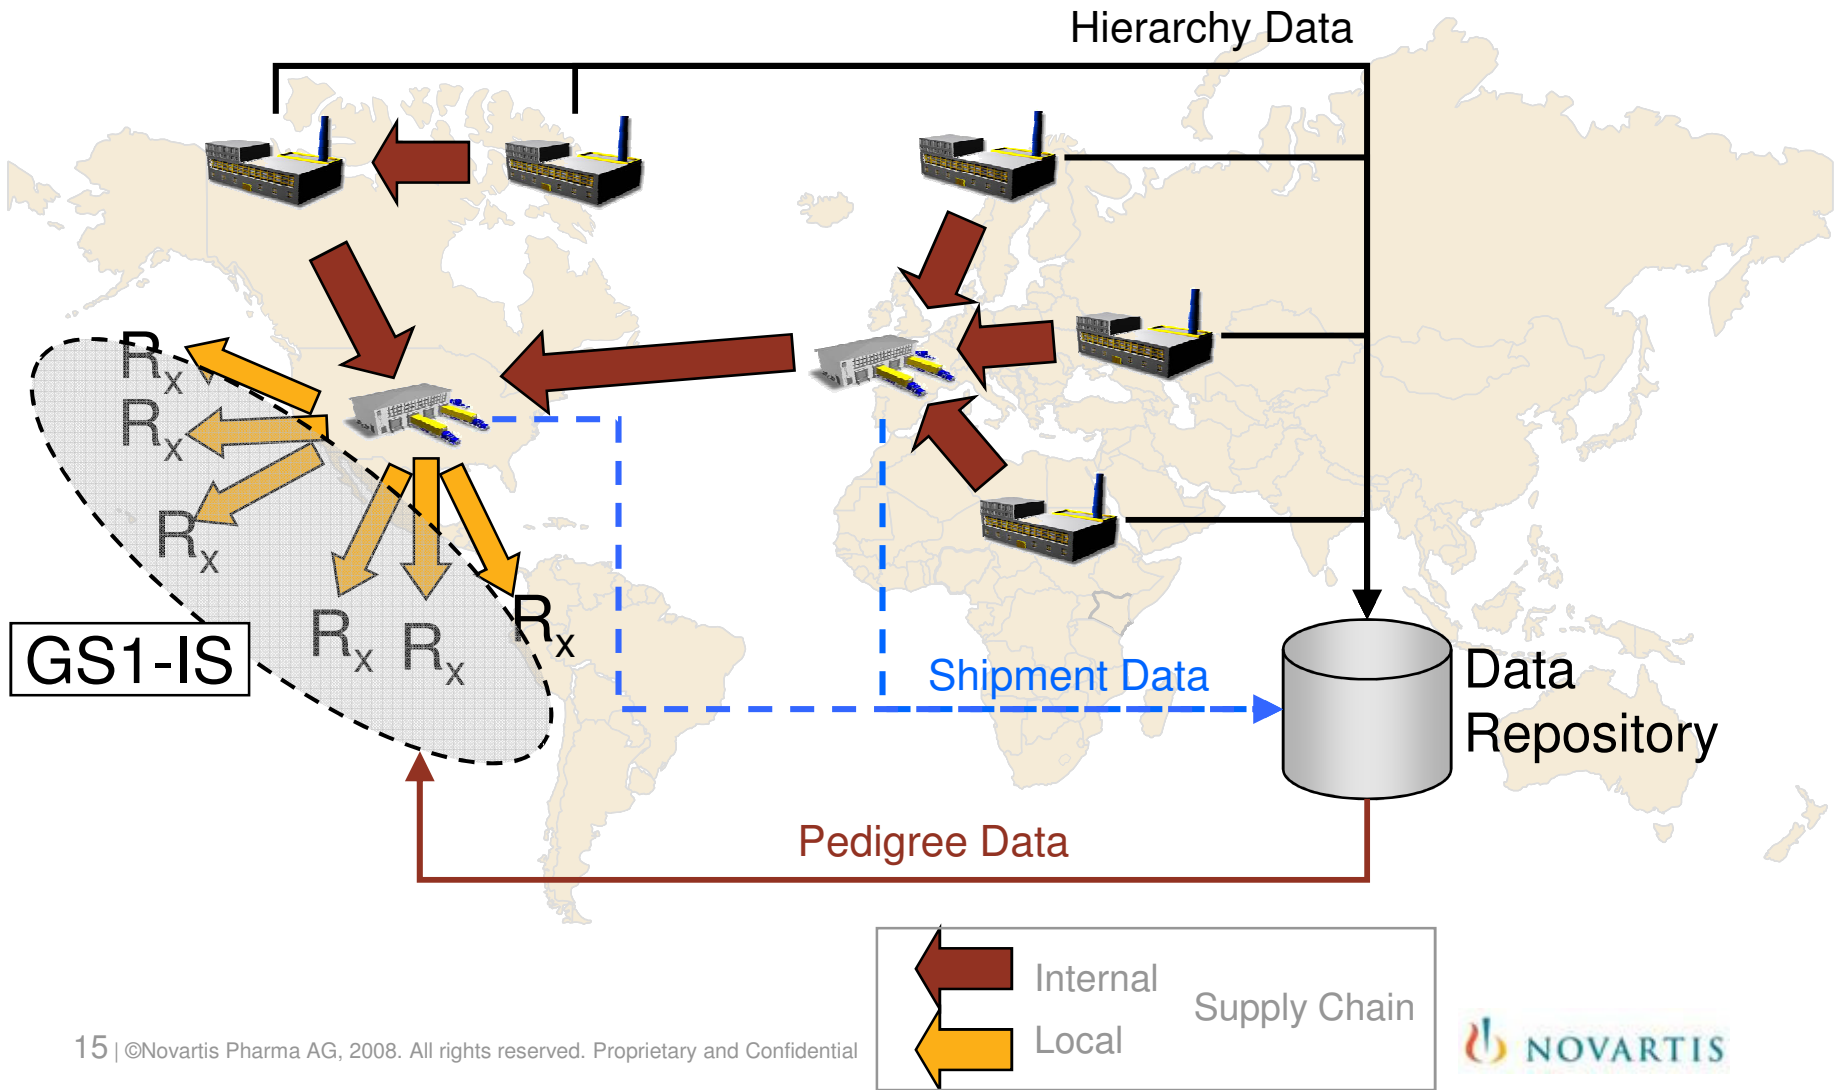 Hierarchy Data
Rx
Rx
Rx
Rx
Rx
Rx
GS1-IS
Shipment Data
Data
Repository
Pedigree Data
Internal
Supply Chain
Local
15 | ©Novartis Pharma AG, 2008. All rights reserved. Proprietary and Confidential
NOVARTIS